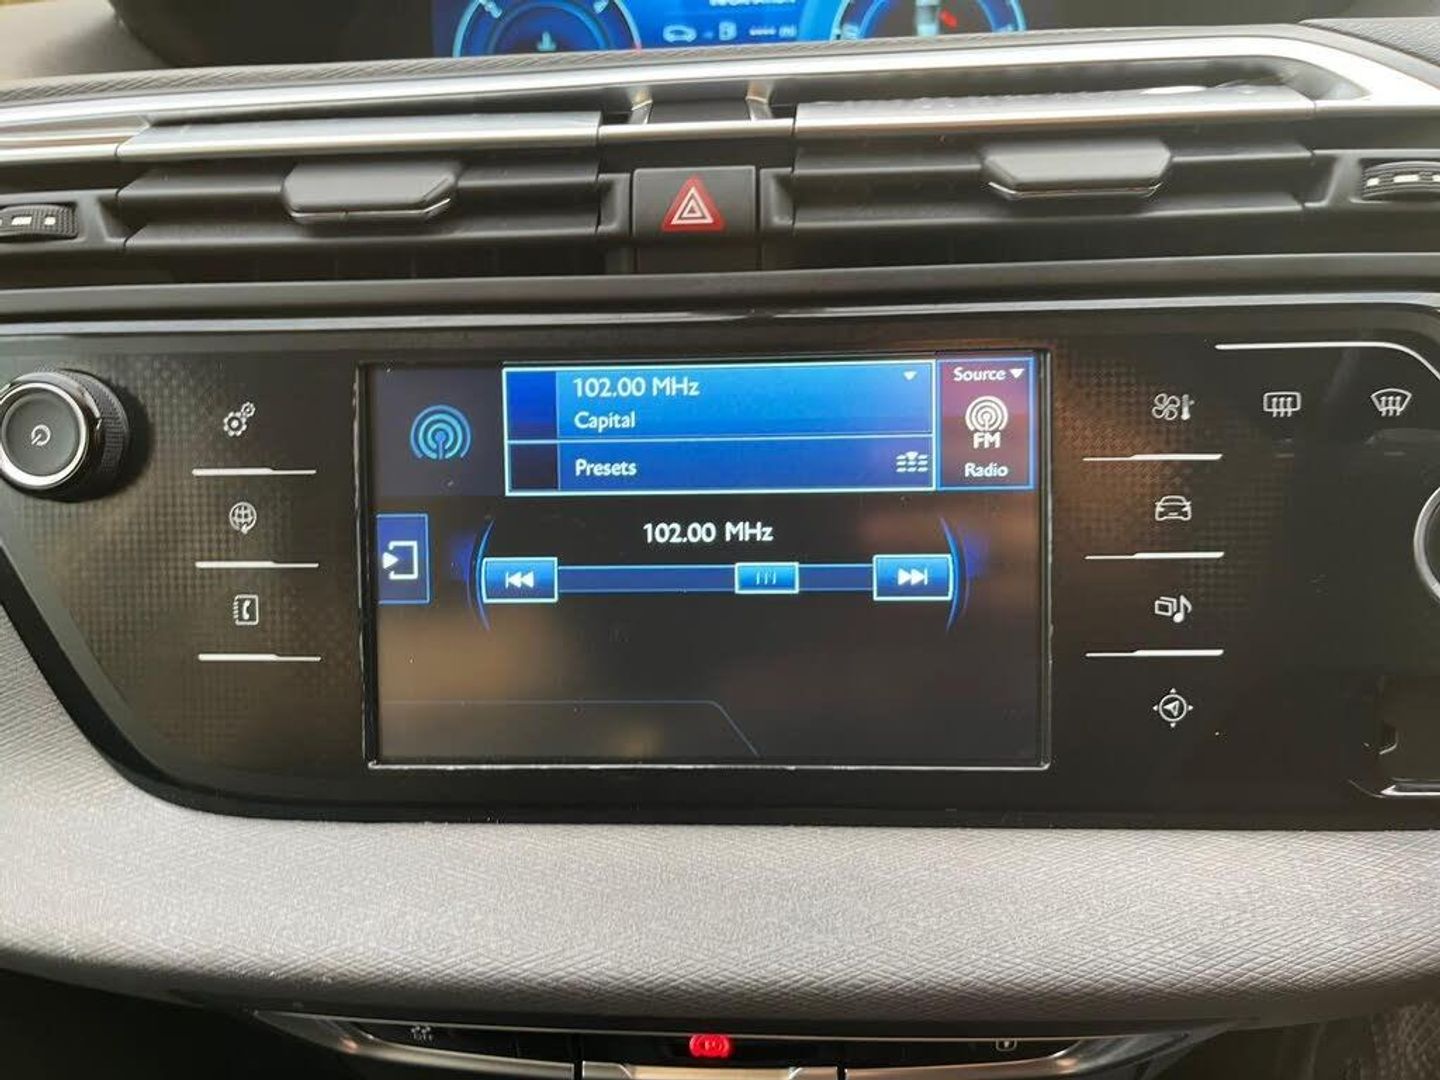 102.00 MHz
Capital
Presets
Source
FM
Radio
102.00 MHz